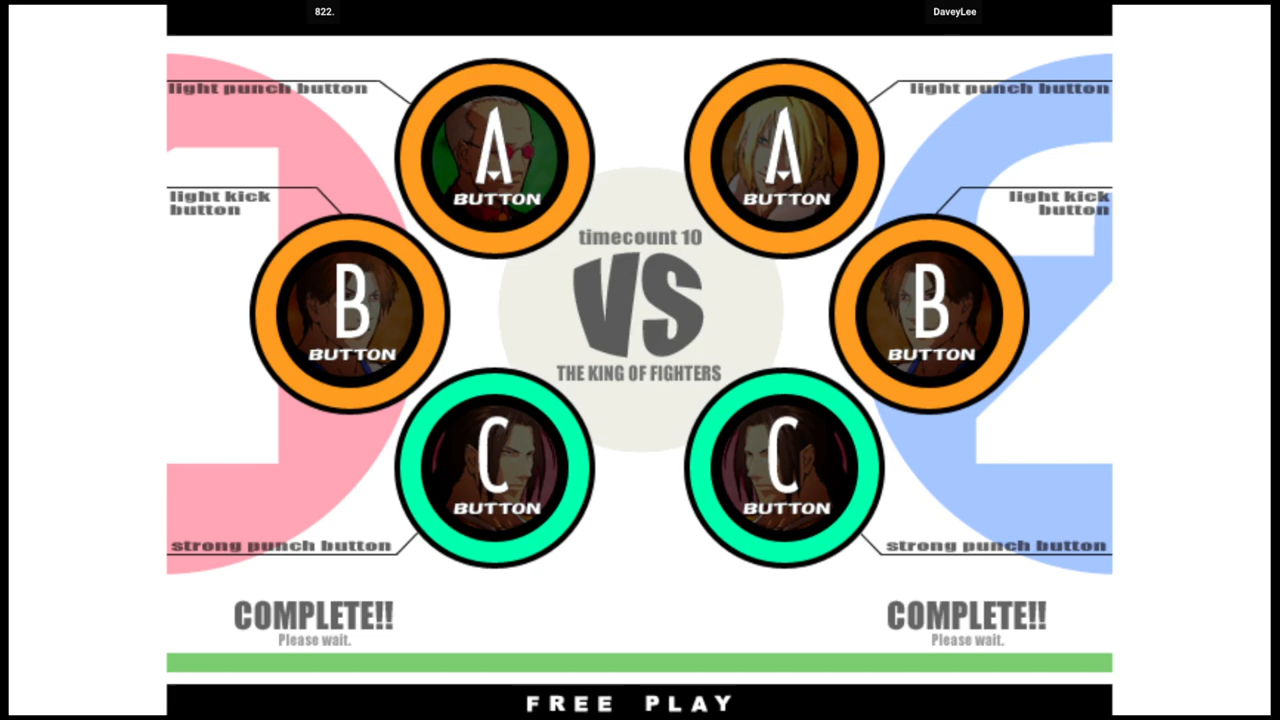 822.
DaveyLee
light punch button
light punch button
A
BUTTON
A
BUTTON
light kick
button
light kick
button
timecount 10
VS
THE KING OF FIGHTERS
B
BUTTON
B
BUTTON
C
BUTTON
C
BUTTON
strong punch button
strong punch button
COMPLETE!!
Please wait.
COMPLETE!!
Please wait.
FREE PLAY